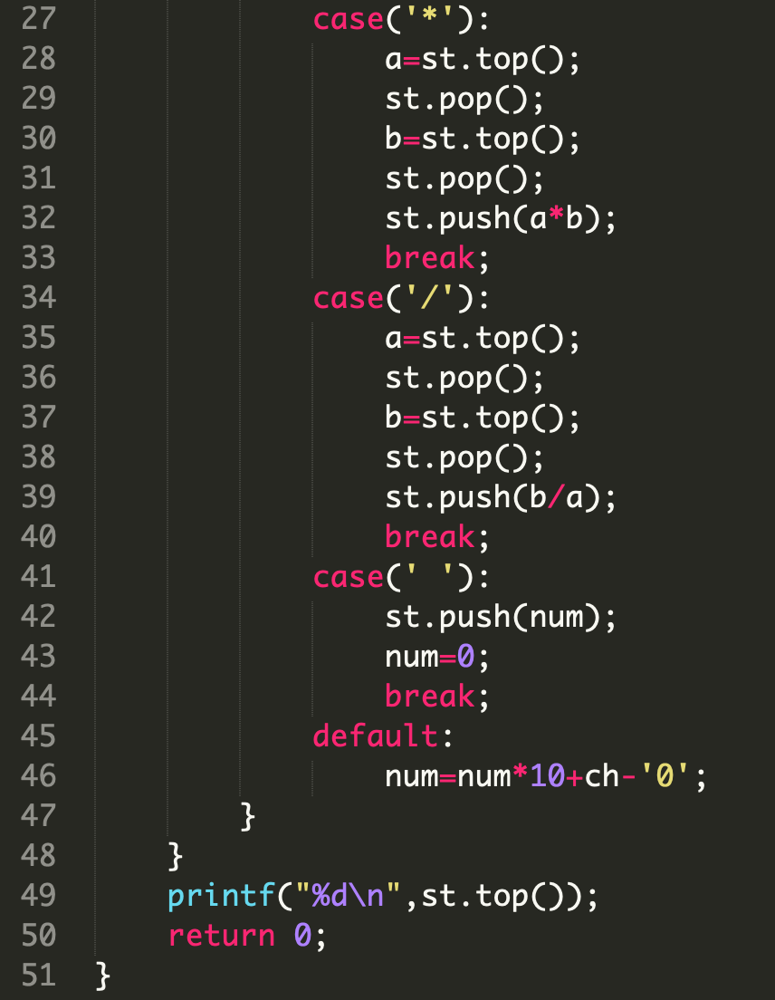 27 case('*'):
28 a=st.top();
29 st.pop();
30 b=st.top();
31 st.pop();
32 st.push(a*b);
33 break;
34 case('/'):
35 a=st.top();
36 st.pop();
37 b=st.top();
38 st.pop();
39 st.push(b/a);
40 break;
41 case(' '):
42 st.push(num);
43 num=0;
44 break;
45 default:
46 num=num*10+ch-'0';
47 }
48 }
49 printf("%d\n",st.top());
50 return 0;
51 }